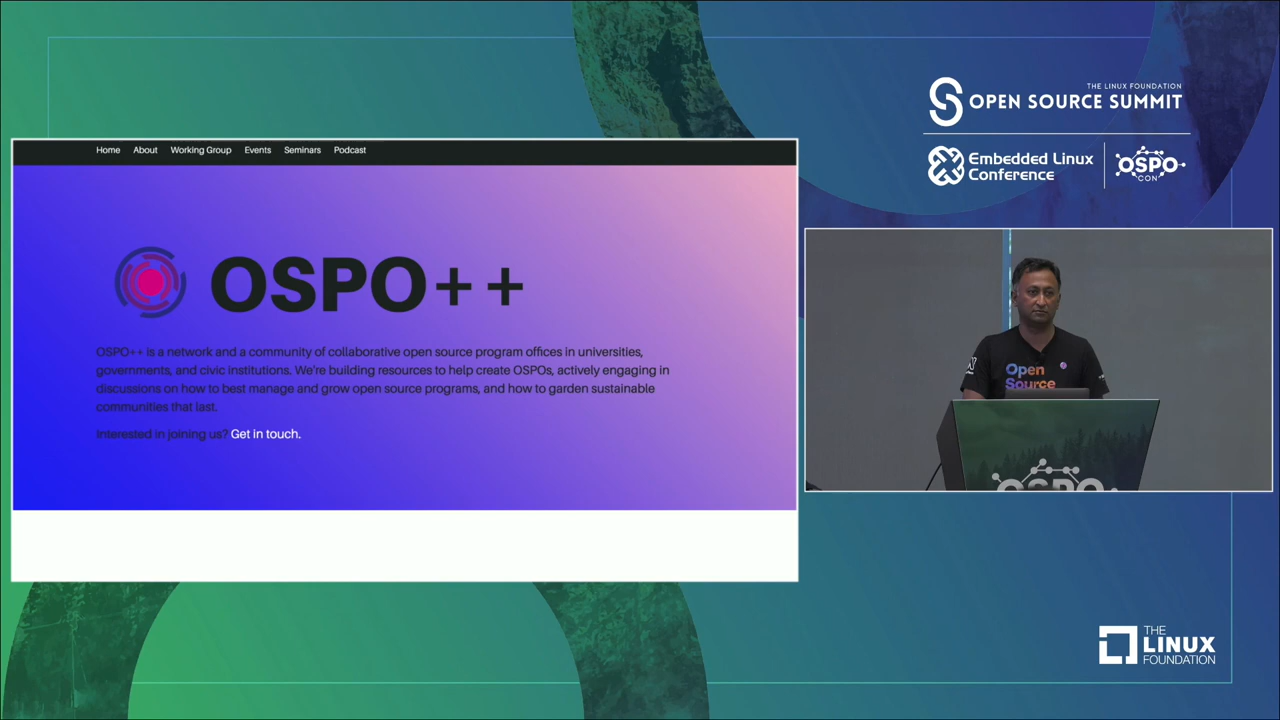 THE LINUX FOUNDATION
OPEN SOURCE SUMMIT
Embedded Linux
Conference
OSPO
CON
Home About Working Group Events Seminars Podcast
OSPO++
OSPO++ is a network and a community of collaborative open source program offices in universities,
governments, and civic institutions. We're building resources to help create OSPOs, actively engaging in
discussions on how to best manage and grow open source programs, and how to garden sustainable
communities that last.
Interested in joining us? Get in touch.
Open
Source
OSPO
THE
LINUX
FOUNDATION